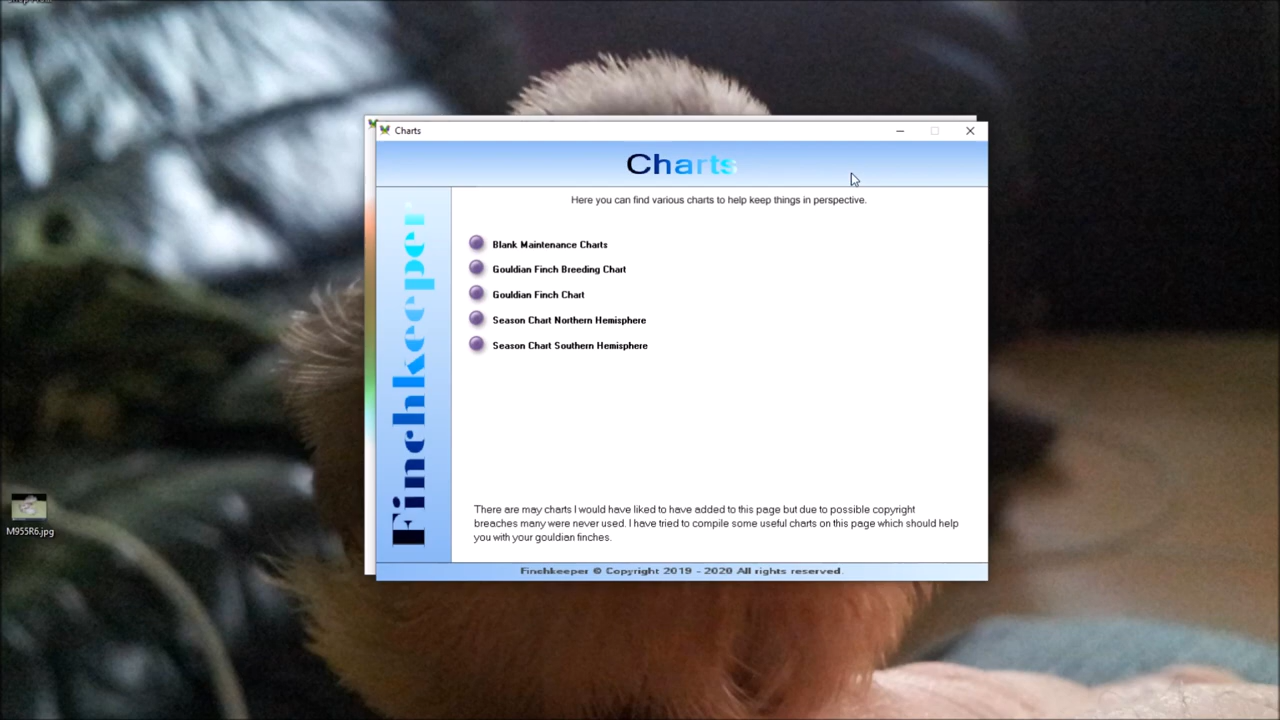 Charts
Charts
Here you can find various charts to help keep things in perspective.
Finchkeeper
Blank Maintenance Charts
Gouldian Finch Breeding Chart
Gouldian Finch Chart
Season Chart Northern Hemisphere
Season Chart Southern Hemisphere
There are may charts I would have liked to have added to this page but due to possible copyright
breaches many were never used. I have tried to compile some useful charts on this page which should help
you with your gouldian finches.
Finchkeeper © Copyright 2019 - 2020 All rights reserved.
M955R6.jpg